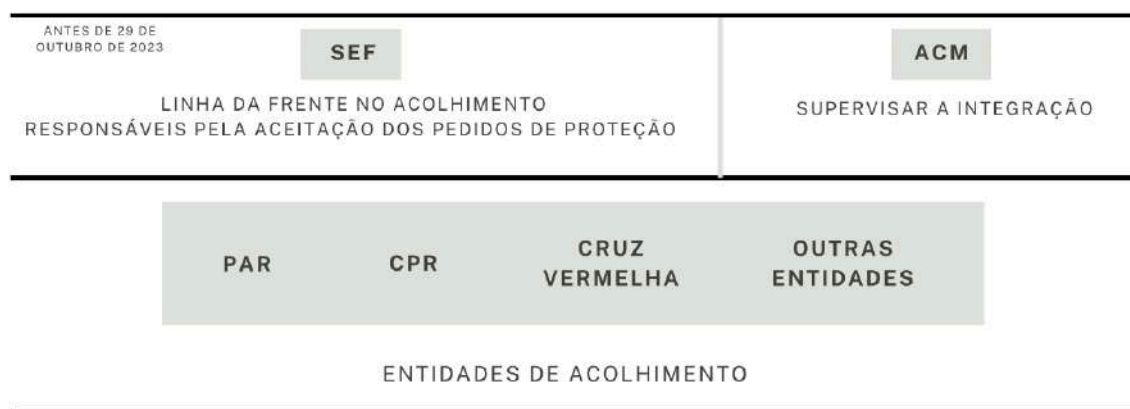 ANTES DE 29 DE
OUTUBRO DE 2023
SEF
LINHA DA FRENTE NO ACOLHIMENTO
RESPONSÁVEIS PELA ACEITAÇÃO DOS PEDIDOS DE PROTEÇÃO
ACM
SUPERVISAR A INTEGRAÇÃO
PAR
CPR
CRUZ
VERMELHA
OUTRAS
ENTIDADES
ENTIDADES DE ACOLHIMENTO